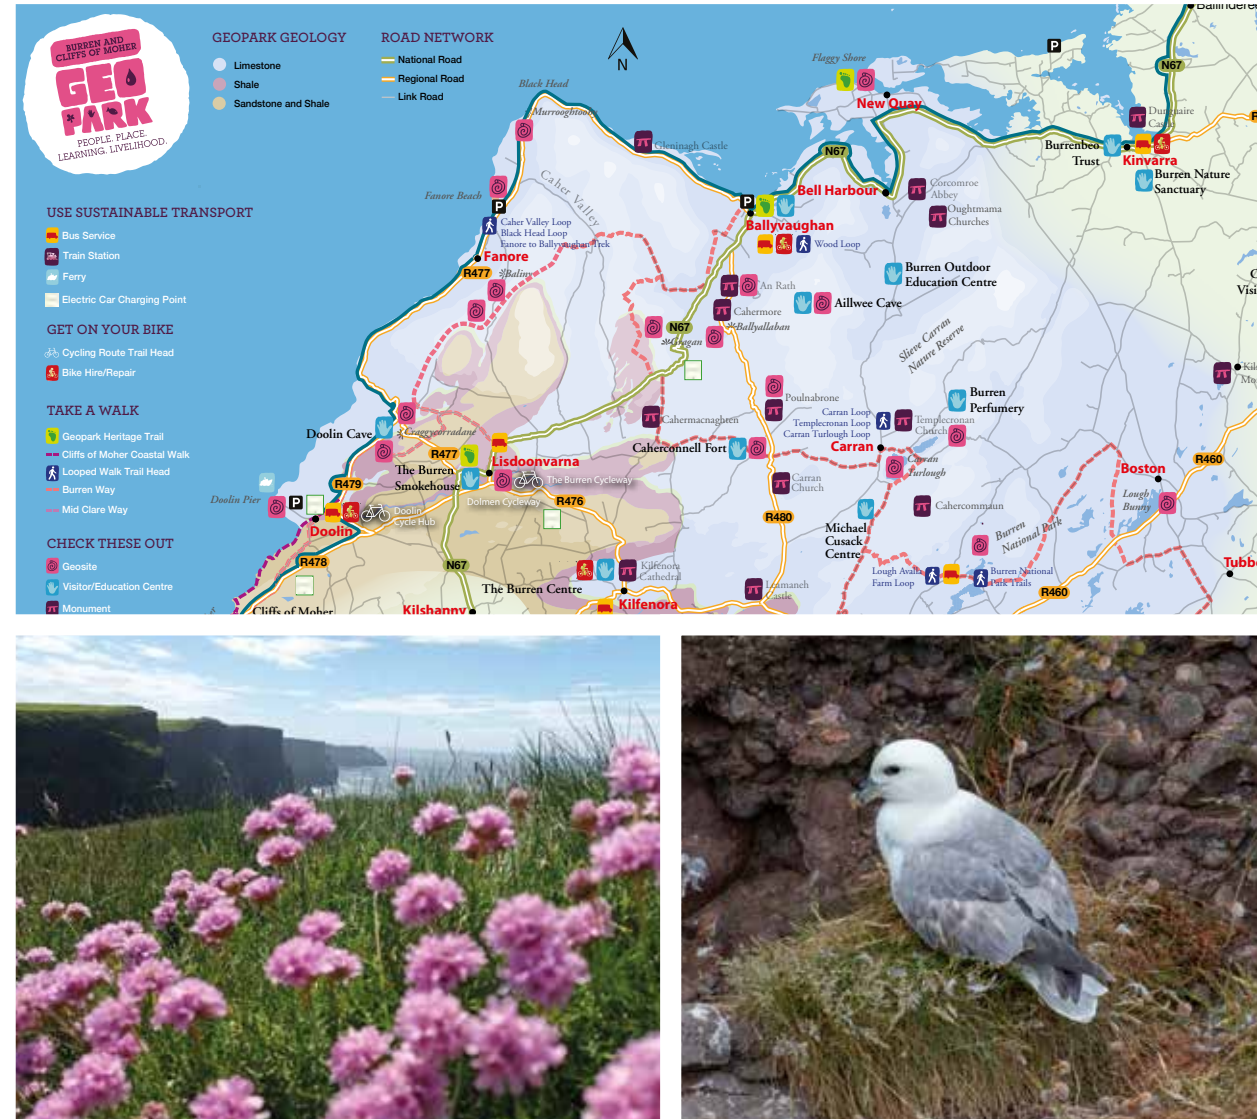 BURREN AND
CLIFFS OF MOHER
GEO
PARK
PEOPLE. PLACE.
LEARNING. LIVELIHOOD.
GEOPARK GEOLOGY
Limestone
Shale
Sandstone and Shale
ROAD NETWORK
National Road
Regional Road
Link Road
N
USE SUSTAINABLE TRANSPORT
Bus Service
Train Station
Ferry
Electric Car Charging Point
GET ON YOUR BIKE
Cycling Route Trail Head
Bike Hire/Repair
TAKE A WALK
Geopark Heritage Trail
Cliffs of Moher Coastal Walk
Looped Walk Trail Head
Burren Way
Mid Clare Way
CHECK THESE OUT
Geosite
Visitor/Education Centre
Monument
P
N67
Flaggy Shore
New Quay
Black Head
Murrooghtoohy
Gleninagh Castle
Dunguaire
Castle
Burrenbeo
Trust
Kinvarra
Burren Nature
Sanctuary
N67
Bell Harbour
Corcomroe
Abbey
Oughtmama
Churches
Fanore Beach
P
Caher Valley
Caher Valley Loop
Black Head Loop
Fanore to Ballyvaughan Trek
P
Ballyvaughan
Wood Loop
Fanore
R477
Baliny
Burren Outdoor
Education Centre
An Rath
Aillwee Cave
Cahermore
Ballyallaban
N67
Gragan
Slieve Carran
Nature Reserve
Poulnabrone
Burren
Perfumery
Carran Loop
Templecronan Loop
Carran Turlough Loop
Templecronan
Church
Cahermacnaghten
Caherconnell Fort
Carran
Carran
Turlough
Doolin Cave
Craggycorradane
R477
Lisdoonvarna
The Burren
Smokehouse
The Burren Cycleway
Dolmen Cycleway
R476
R479
Doolin Pier
P
Doolin
Doolin
Cycle Hub
R478
Cliffs of Moher
N67
Kilshanny
The Burren Centre
Kilfenora
Cathedral
Kilfenora
Carran
Church
R480
Michael
Cusack
Centre
Cahercommaun
Burren
National Park
Lough Avalla
Farm Loop
Burren National
Park Trails
Leamaneh
Castle
Boston
R460
Lough
Bunny
R460